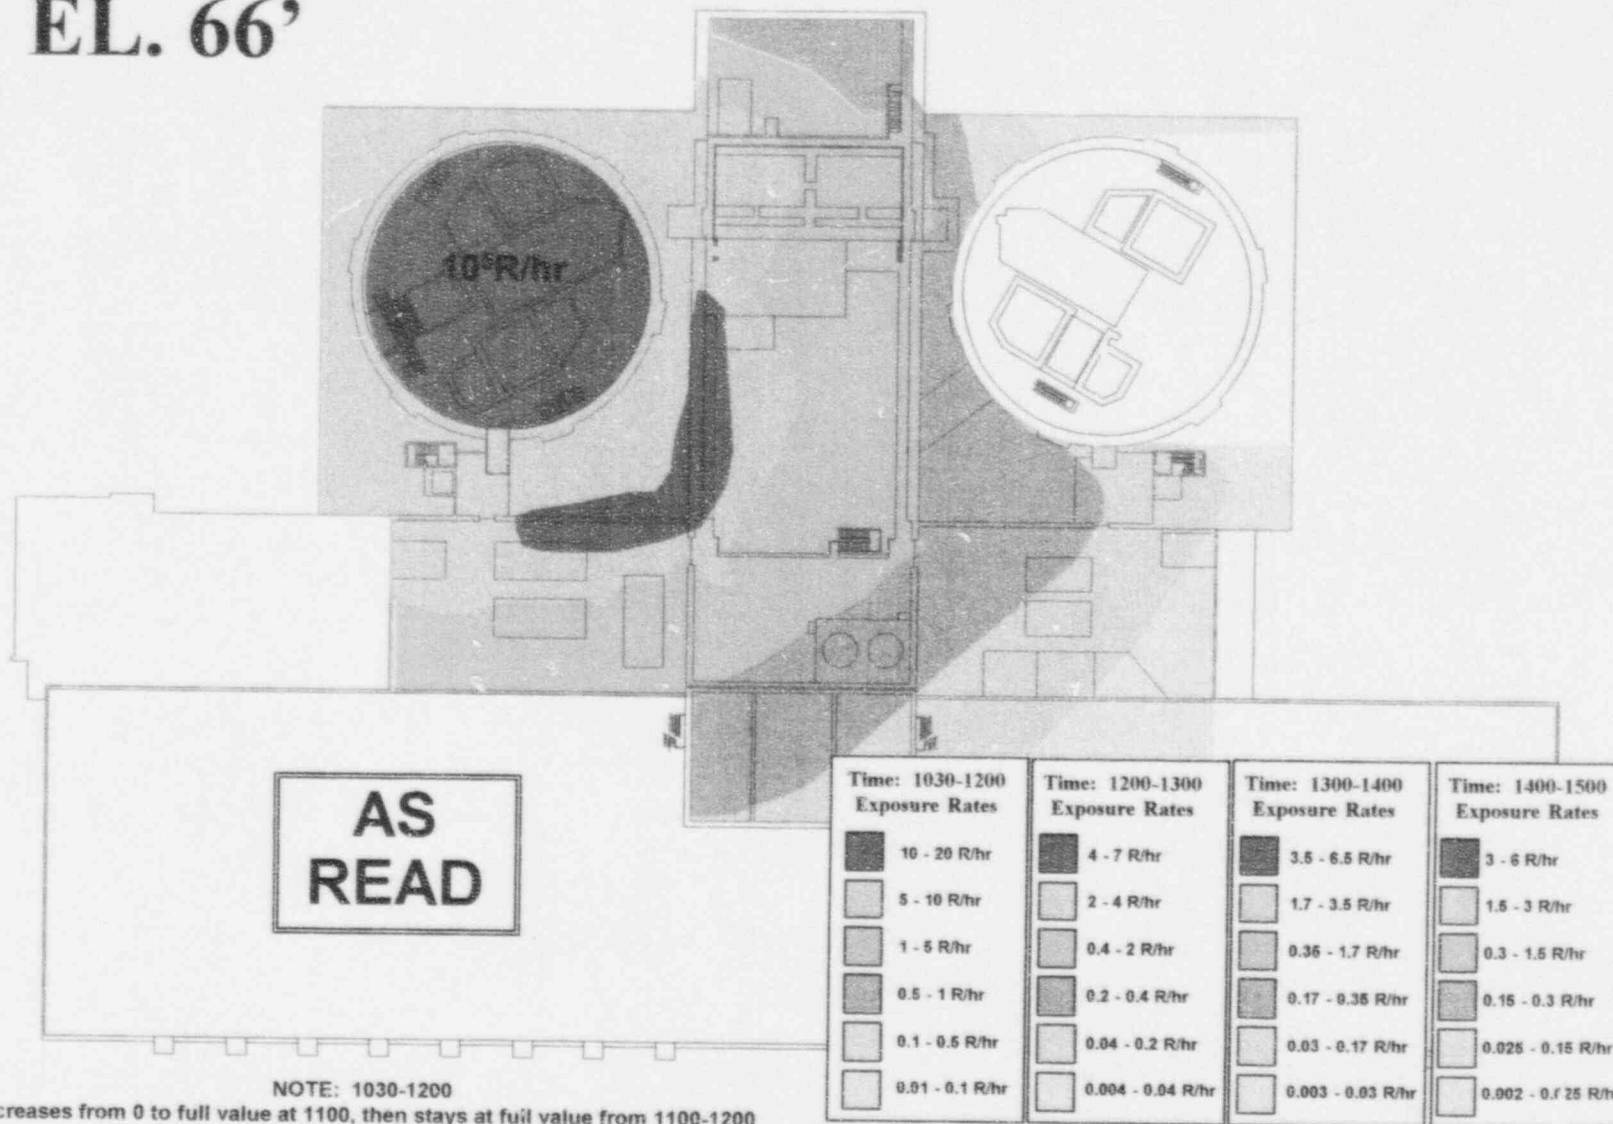 EL. 66’
10⁵R/hr
AS
READ
Time: 1030-1200
Exposure Rates
10 - 20 R/hr
5 - 10 R/hr
1 - 5 R/hr
0.5 - 1 R/hr
0.1 - 0.5 R/hr
0.01 - 0.1 R/hr
Time: 1200-1300
Exposure Rates
4 - 7 R/hr
2 - 4 R/hr
0.4 - 2 R/hr
0.2 - 0.4 R/hr
0.04 - 0.2 R/hr
0.004 - 0.04 R/hr
Time: 1300-1400
Exposure Rates
3.5 - 6.5 R/hr
1.7 - 3.5 R/hr
0.35 - 1.7 R/hr
0.17 - 0.35 R/hr
0.03 - 0.17 R/hr
0.003 - 0.03 R/hr
Time: 1400-1500
Exposure Rates
3 - 6 R/hr
1.5 - 3 R/hr
0.3 - 1.5 R/hr
0.15 - 0.3 R/hr
0.025 - 0.15 R/hr
0.002 - 0.025 R/h
NOTE: 1030-1200
creases from 0 to full value at 1100, then stays at full value from 1100-1200